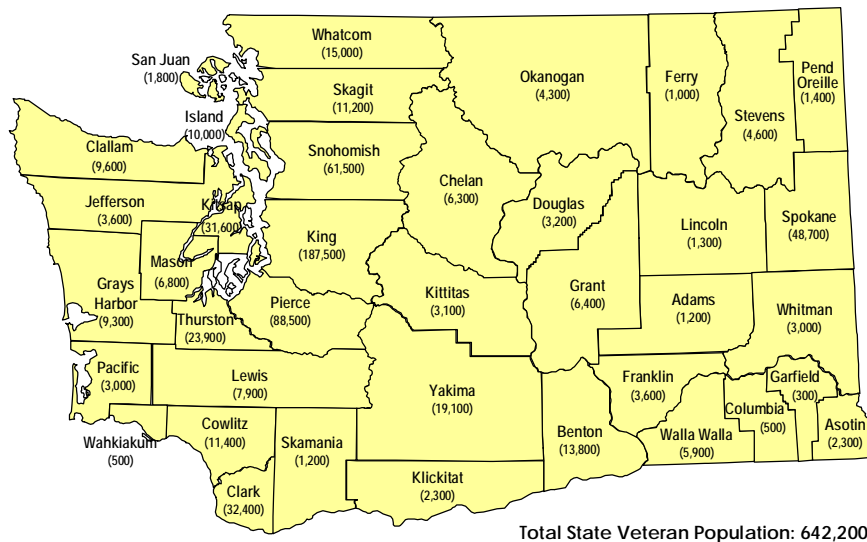 Whatcom
(15,000)
San Juan
(1,800)
Skagit
(11,200)
Island
(10,000)
Okanogan
(4,300)
Ferry
(1,000)
Pend
Oreille
(1,400)
Stevens
(4,600)
Clallam
(9,600)
Snohomish
(61,500)
Chelan
(6,300)
Jefferson
(3,600)
Kitsap
(31,600)
Douglas
(3,200)
Lincoln
(1,300)
Spokane
(48,700)
King
(187,500)
Mason
(6,800)
Grays
Harbor
(9,300)
Kittitas
(3,100)
Grant
(6,400)
Adams
(1,200)
Whitman
(3,000)
Pierce
(88,500)
Thurston
(23,900)
Pacific
(3,000)
Lewis
(7,900)
Yakima
(19,100)
Franklin
(3,600)
Garfield
(300)
Columbia
(500)
Asotin
(2,300)
Wahkiakum
(500)
Cowlitz
(11,400)
Skamania
(1,200)
Benton
(13,800)
Walla Walla
(5,900)
Klickitat
(2,300)
Clark
(32,400)
Total State Veteran Population: 642,200